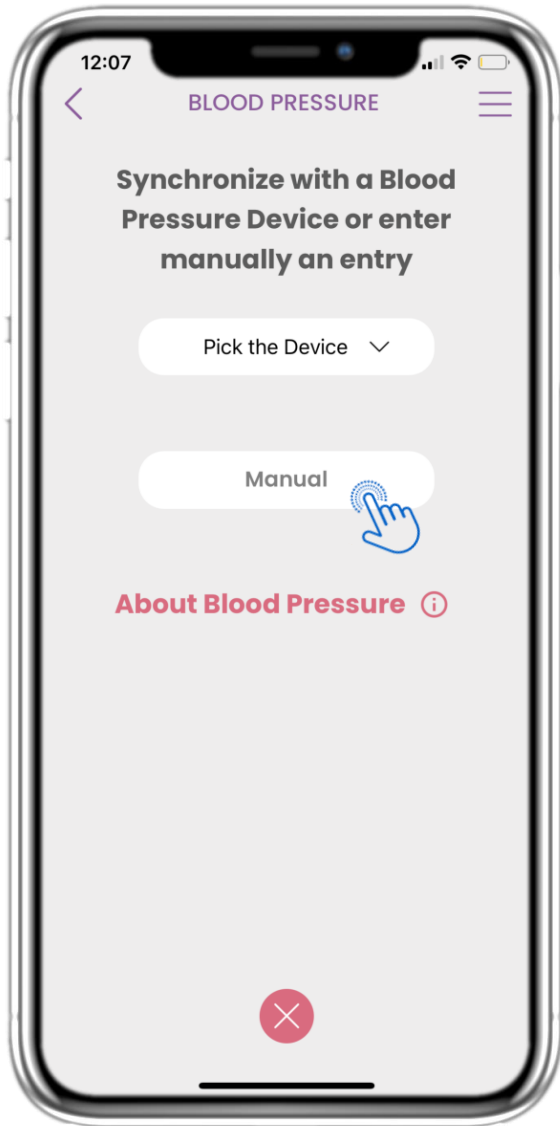 12:07
BLOOD PRESSURE
Synchronize with a Blood
Pressure Device or enter
manually an entry
Pick the Device
Manual
About Blood Pressure